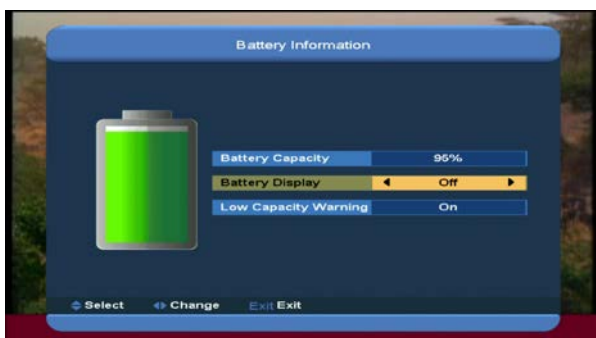 Battery Information
Battery Capacity 95%
Battery Display Off
Low Capacity Warning On
Select Change Exit Exit